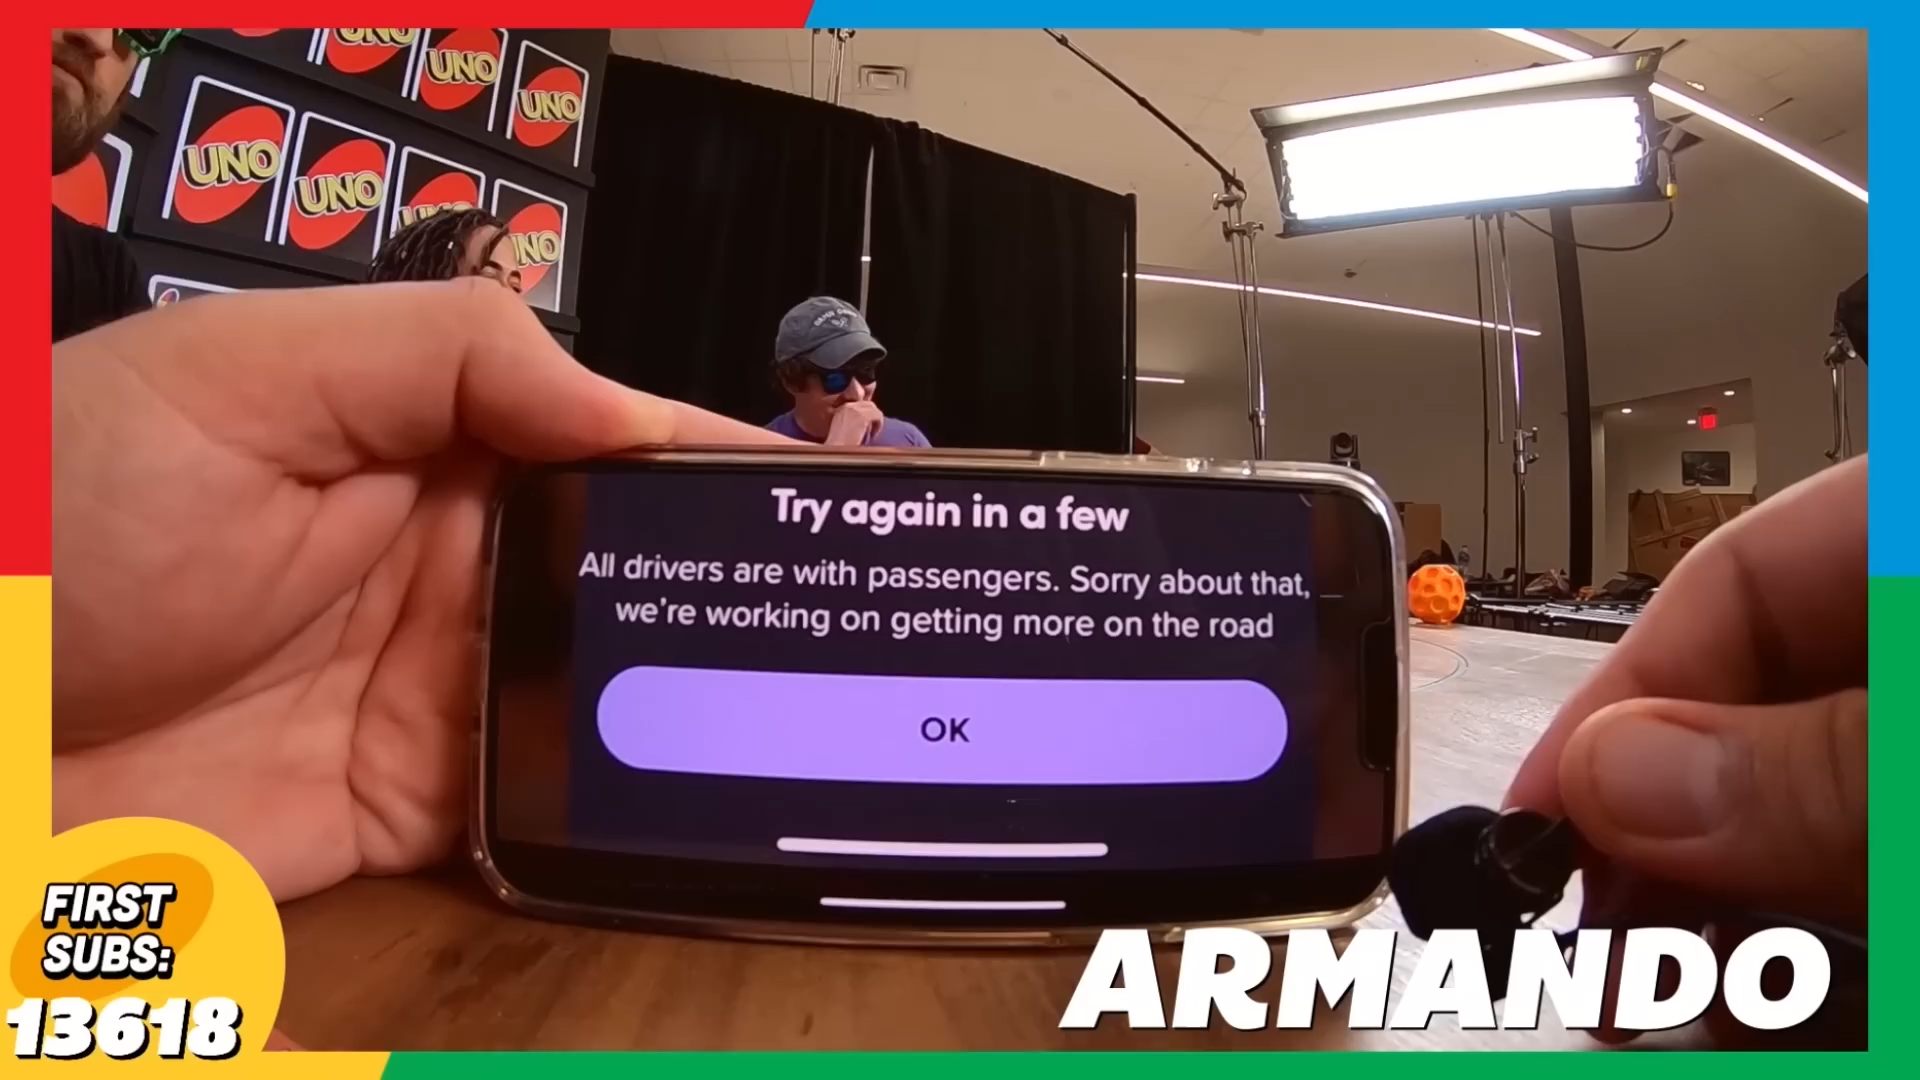 UNO
UNO
UNO
UNO
UNO
UNO
UNO
Try again in a few
All drivers are with passengers. Sorry about that,
we're working on getting more on the road
OK
FIRST
SUBS:
13618
ARMANDO